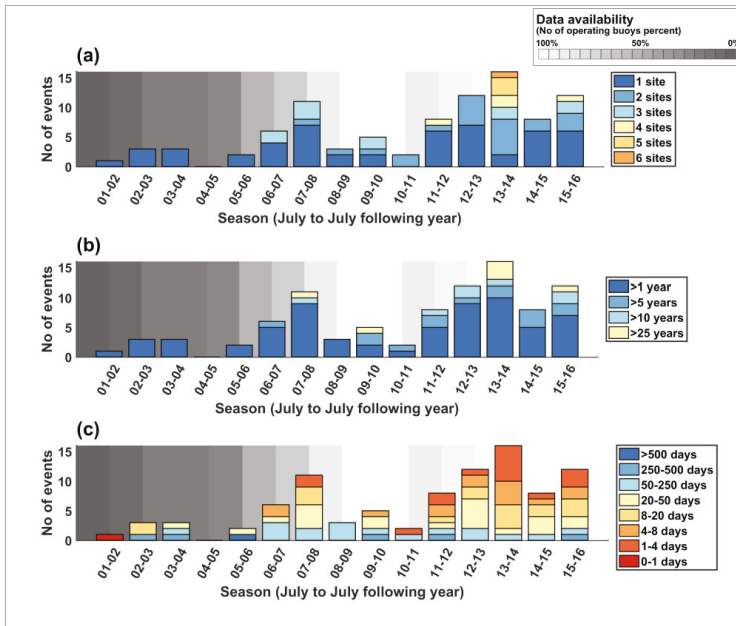 Data availability
(No of operating buoys percent)
100% 50% 0%
(a)
15
10
5
0
No of events
01-02 02-03 03-04 04-05 05-06 06-07 07-08 08-09 09-10 10-11 11-12 12-13 13-14 14-15 15-16
Season (July to July following year)
1 site
2 sites
3 sites
4 sites
5 sites
6 sites
(b)
15
10
5
0
No of events
01-02 02-03 03-04 04-05 05-06 06-07 07-08 08-09 09-10 10-11 11-12 12-13 13-14 14-15 15-16
Season (July to July following year)
>1 year
>5 years
>10 years
>25 years
(c)
15
10
5
0
No of events
01-02 02-03 03-04 04-05 05-06 06-07 07-08 08-09 09-10 10-11 11-12 12-13 13-14 14-15 15-16
Season (July to July following year)
>500 days
250-500 days
50-250 days
20-50 days
8-20 days
4-8 days
1-4 days
0-1 days